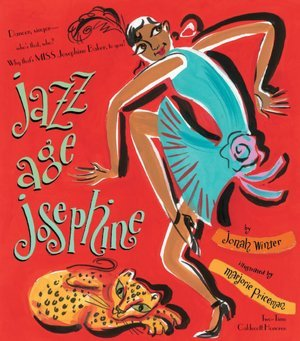 Dancer, singer—
who's that, who?
Why, that's MISS Josephine Baker, to you!
jazz
age
josephine
by
Jonah Winter
illustrated by
Marjorie Priceman
Two-Time
Caldecott Honoree